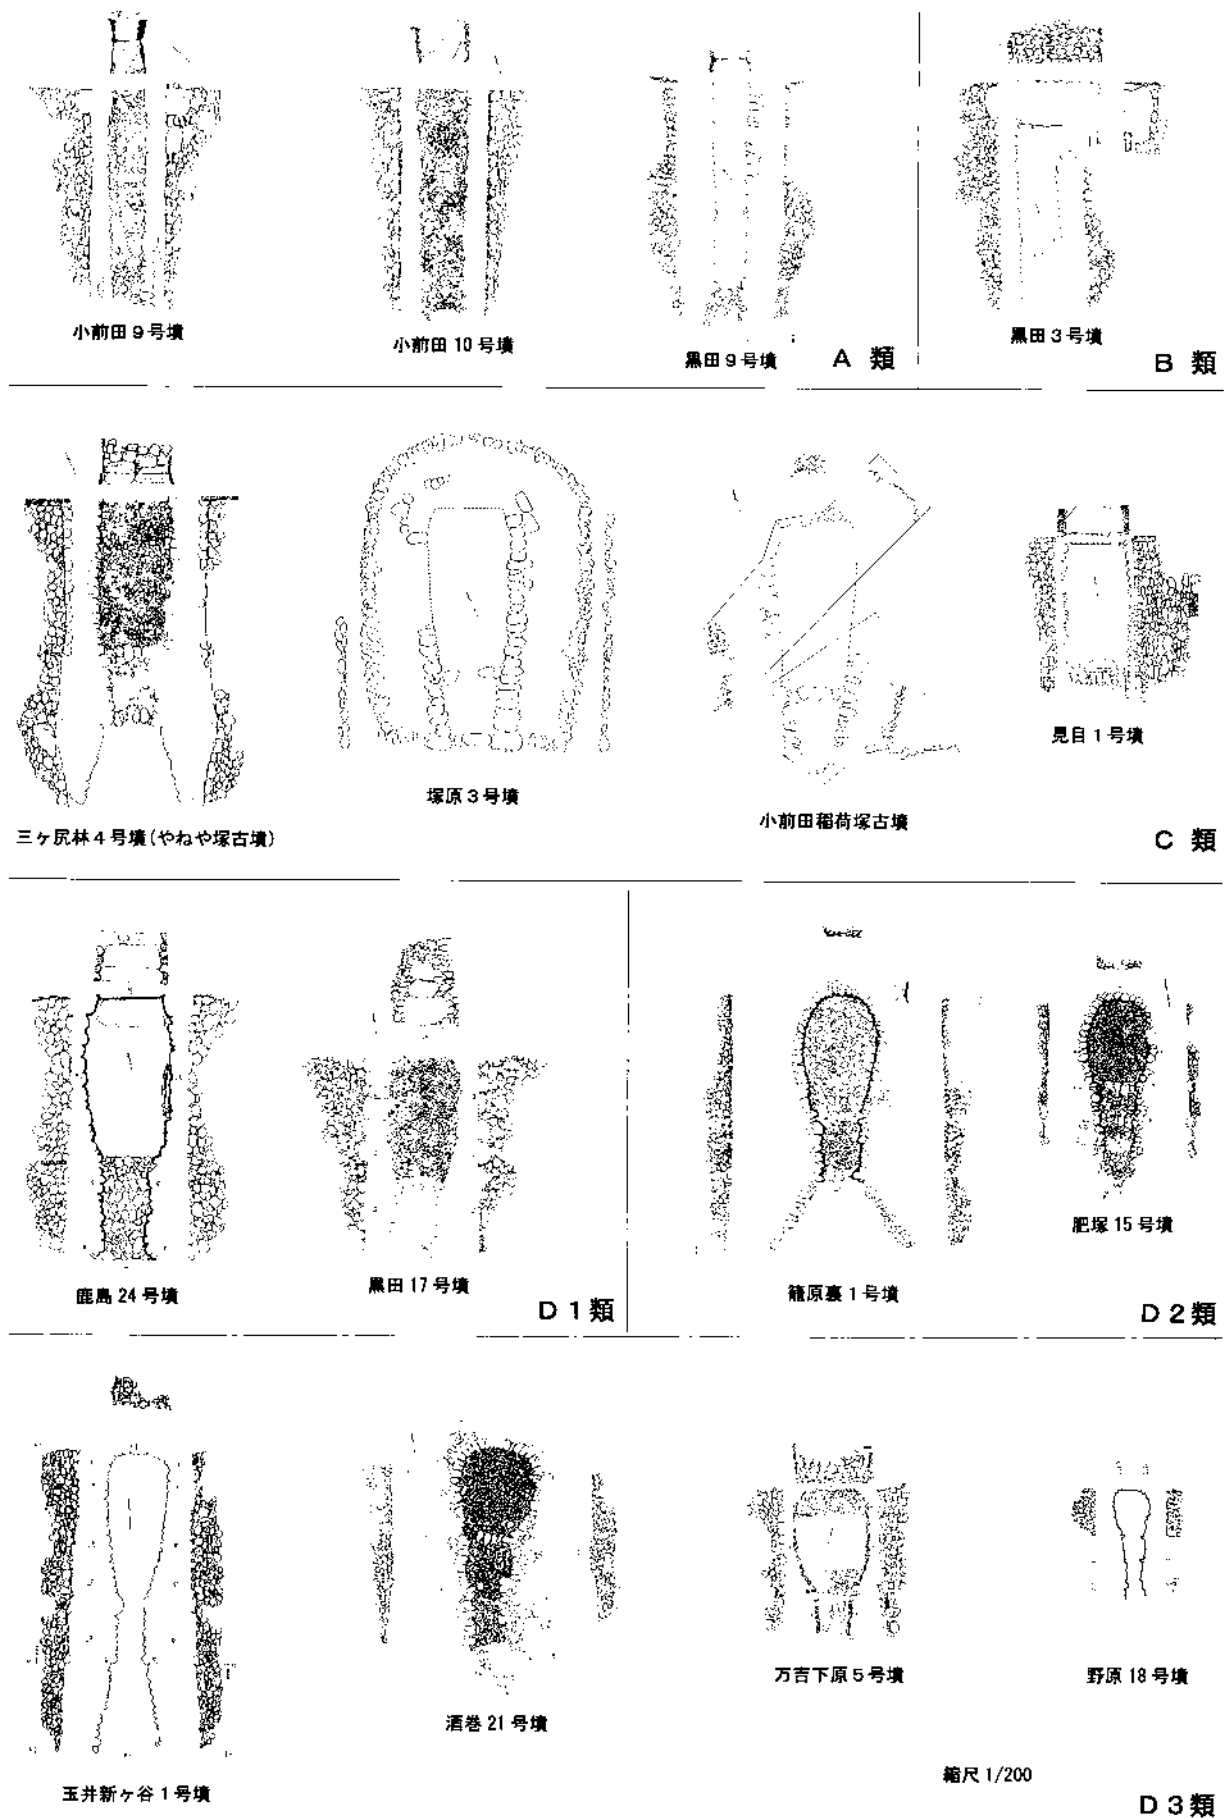 小前田９号墳
小前田 10 号墳
黒田９号墳
A 類
黒田３号墳
B 類
三ヶ尻林４号墳(やねや塚古墳)
塚原３号墳
小前田稲荷塚古墳
見目１号墳
C 類
鹿島 24 号墳
黒田 17 号墳
D 1 類
籠原裏１号墳
肥塚 15 号墳
D 2 類
玉井新ヶ谷１号墳
酒巻 21 号墳
万吉下原５号墳
野原 18 号墳
縮尺 1/200
D 3 類